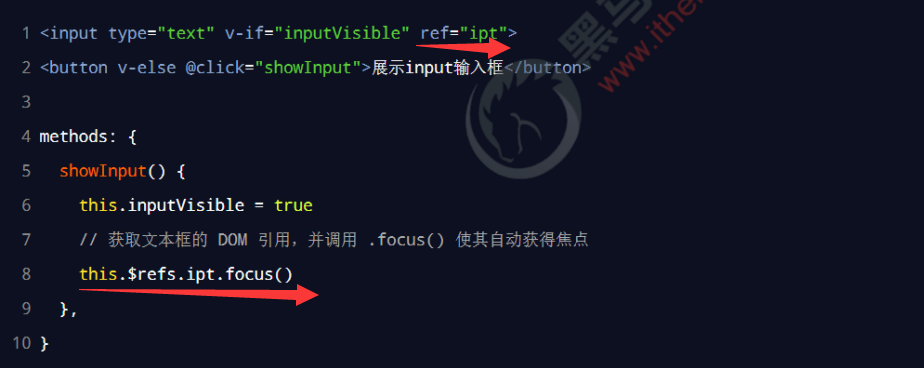 1 <input type="text" v-if="inputVisible" ref="ipt">
2 <button v-else @click="showInput">展示input输入框</button>
3
4 methods: {
5   showInput() {
6     this.inputVisible = true
7     // 获取文本框的 DOM 引用，并调用 .focus() 使其自动获得焦点
8     this.$refs.ipt.focus()
9   },
10 }
黑马
www.ithe